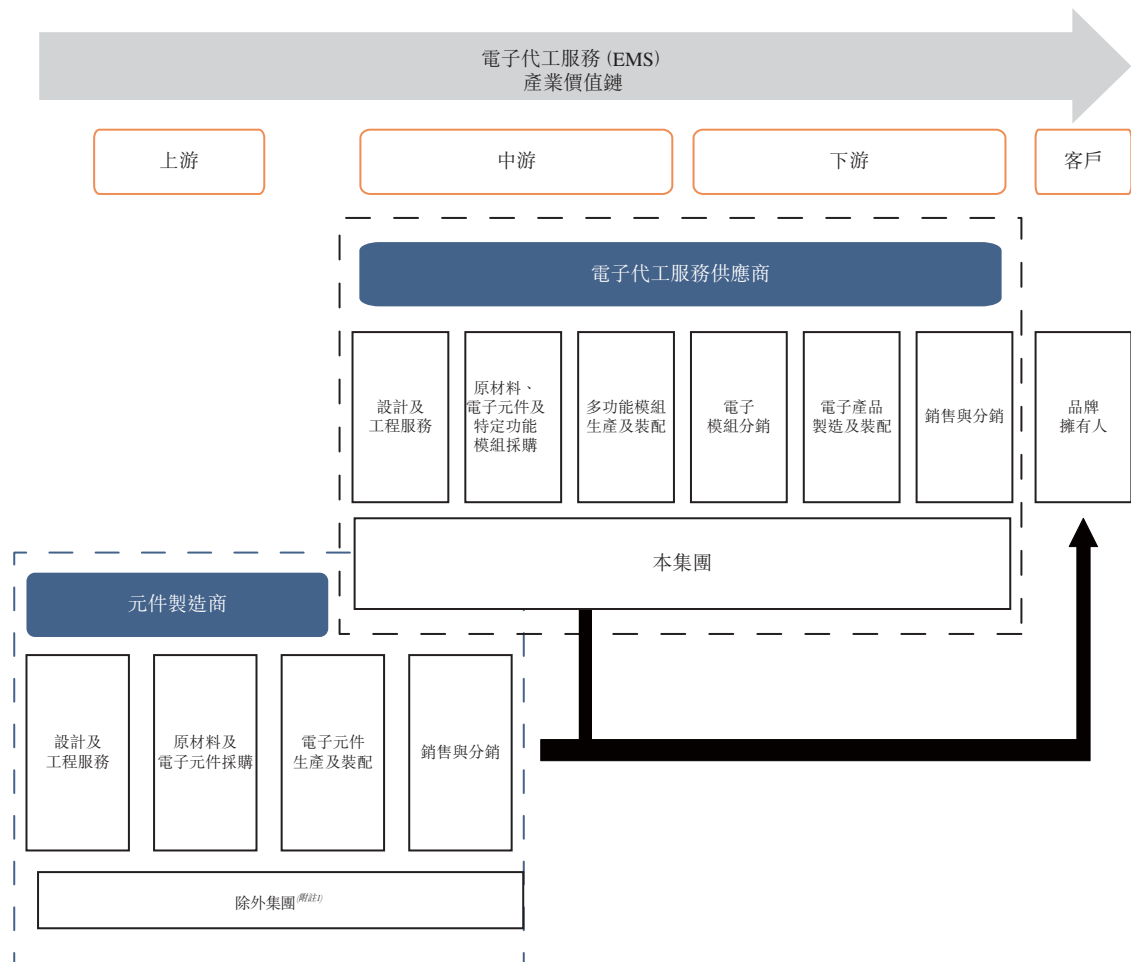 電子代工服務 (EMS)
產業價值鏈
上游
中游
下游
客戶
電子代工服務供應商
設計及
工程服務
原材料、
電子元件及
特定功能
模組採購
多功能模組
生產及裝配
電子
模組分銷
電子產品
製造及裝配
銷售與分銷
品牌
擁有人
本集團
元件製造商
設計及
工程服務
原材料及
電子元件採購
電子元件
生產及裝配
銷售與分銷
除外集團(附註1)